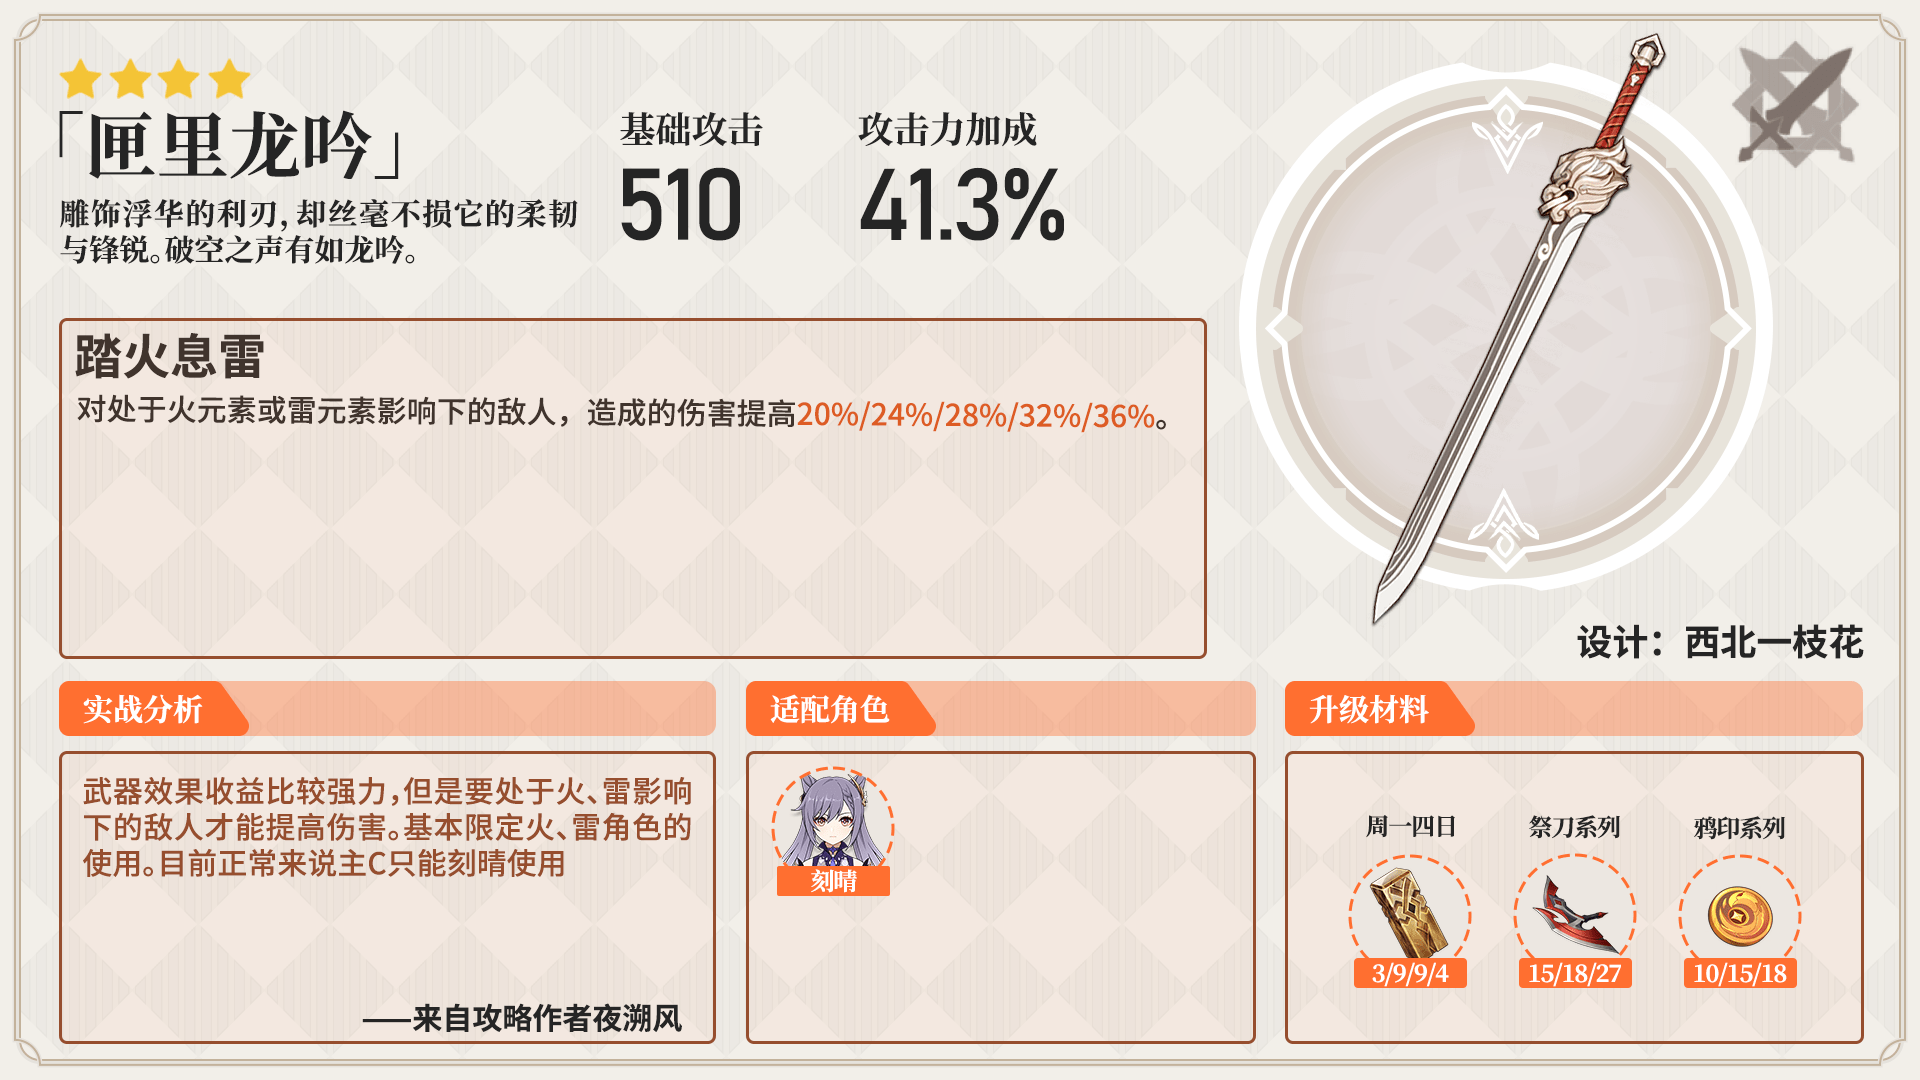 「匣里龙吟」
雕饰浮华的利刃，却丝毫不损它的柔韧
与锋锐。破空之声有如龙吟。
基础攻击
510
攻击力加成
41.3%
踏火息雷
对处于火元素或雷元素影响下的敌人，造成的伤害提高20%/24%/28%/32%/36%。
设计：西北一枝花
实战分析
武器效果收益比较强力，但是要处于火、雷影响
下的敌人才能提高伤害。基本限定火、雷角色的
使用。目前正常来说主C只能刻晴使用
——来自攻略作者夜溯风
适配角色
刻晴
升级材料
周一四日
3/9/9/4
祭刀系列
15/18/27
鸦印系列
10/15/18